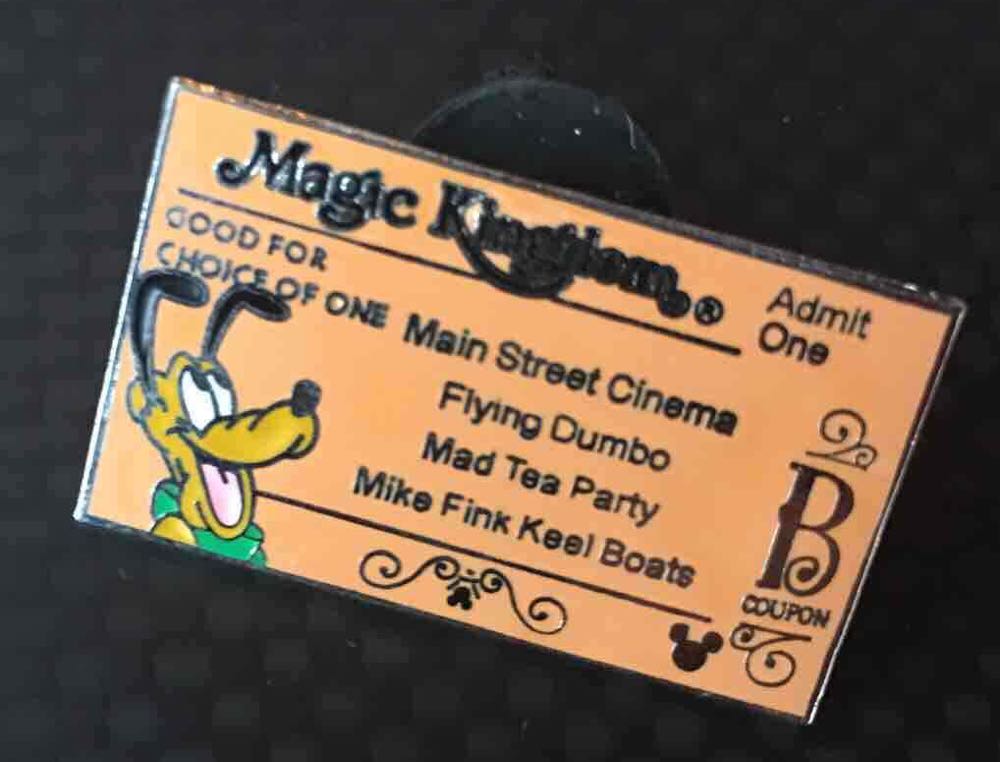 Magic Kingdom®
Admit
One
GOOD FOR
CHOICE OF ONE
Main Street Cinema
Flying Dumbo
Mad Tea Party
Mike Fink Keel Boats
B
COUPON